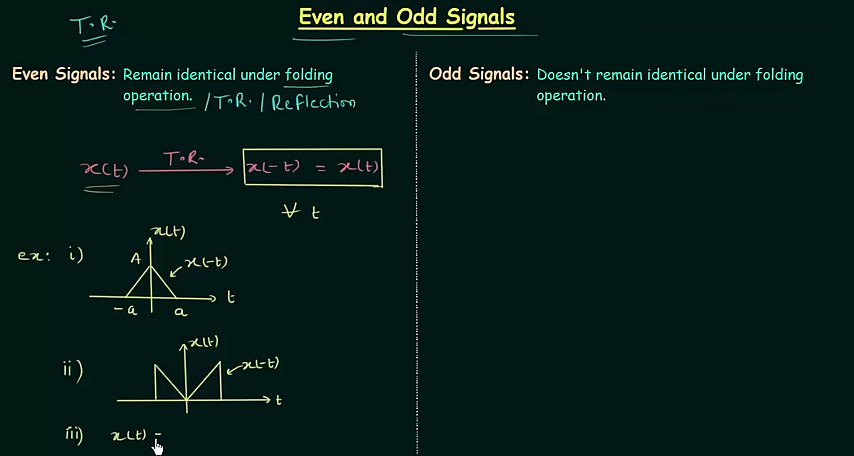 T.R.
Even and Odd Signals
Even Signals: Remain identical under folding
operation. /T.R. / Reflection
x(t) T.R. x(-t) = x(t)
∀ t
ex: i)
x(t)
A
x(-t)
t
-a a
ii)
x(t)
x(-t)
t
iii) x(t) =
Odd Signals: Doesn't remain identical under folding
operation.